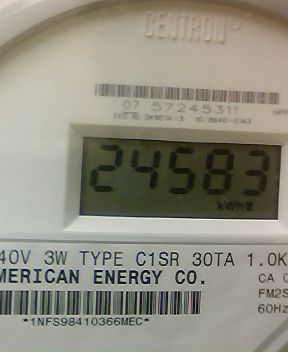 CENTRON®
07 57245311
24583
kWh
40V 3W TYPE C1SR 30TA 1.0K
MERICAN ENERGY CO.
CA 0
FM2S
60Hz
*1NFS98410366MEC*